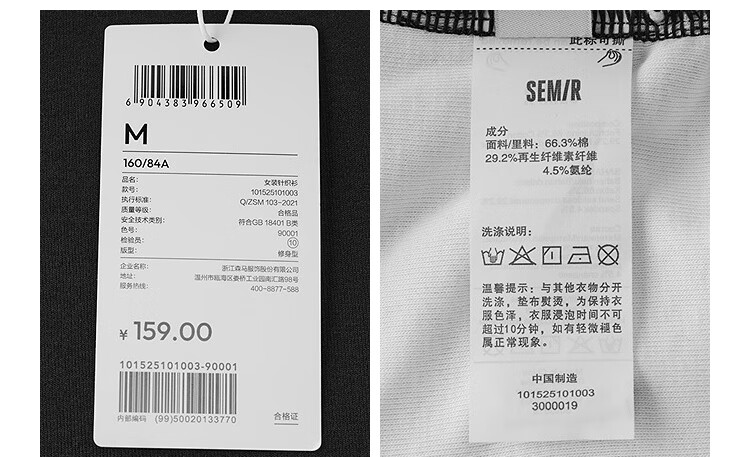 6 904383 966509
M
160/84A
品名: 女装针织衫
款号: 101525101003
执行标准: Q/ZSM 103-2021
质量等级: 合格品
安全技术类别: 符合GB 18401 B类
色号: 90001
检验员: 10
版型: 修身型
企业名称: 浙江森马服饰股份有限公司
地址: 温州市瓯海区娄桥工业园南汇路98号
服务热线: 400-8877-588
¥ 159.00
101525101003-90001
内部编码 (99)50020133770
合格证
此标可撕
SEM/R
成分
面料/里料: 66.3%棉
29.2%再生纤维素纤维
4.5%氨纶
洗涤说明:
温馨提示: 与其他衣物分开
洗涤, 垫布熨烫, 为保持衣
服色泽, 衣服浸泡时间不可
超过10分钟, 如有轻微褪色
属正常现象。
中国制造
101525101003
3000019